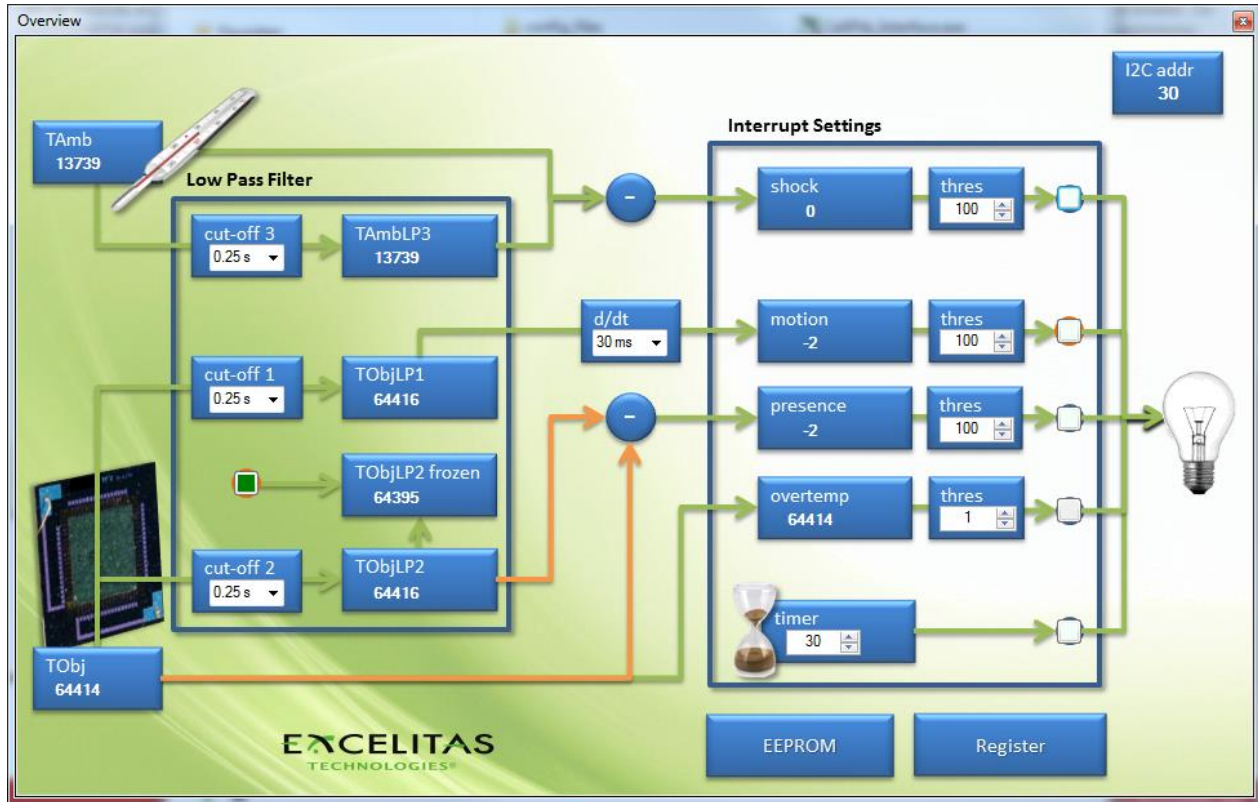 Overview
I2C addr
30
TAmb
13739
Low Pass Filter
cut-off 3
0.25 s
TAmbLP3
13739
cut-off 1
0.25 s
TObjLP1
64416
TObjLP2 frozen
64395
cut-off 2
0.25 s
TObjLP2
64416
TObj
64414
d/dt
30 ms
-
-
Interrupt Settings
shock
0
thres
100
motion
-2
thres
100
presence
-2
thres
100
overtemp
64414
thres
1
timer
30
EXCELITAS
TECHNOLOGIES®
EEPROM
Register